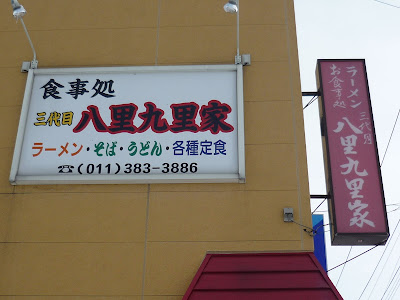 食事処
三代目 八里九里家
ラーメン・そば・うどん・各種定食
☎(011)383-3886
ラーメン
お食事処
三代目
八里九里家